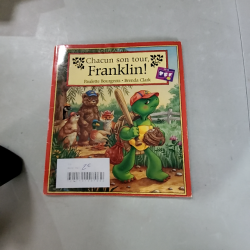 Chacun son tour,
Franklin!
Paulette Bourgeois • Brenda Clark